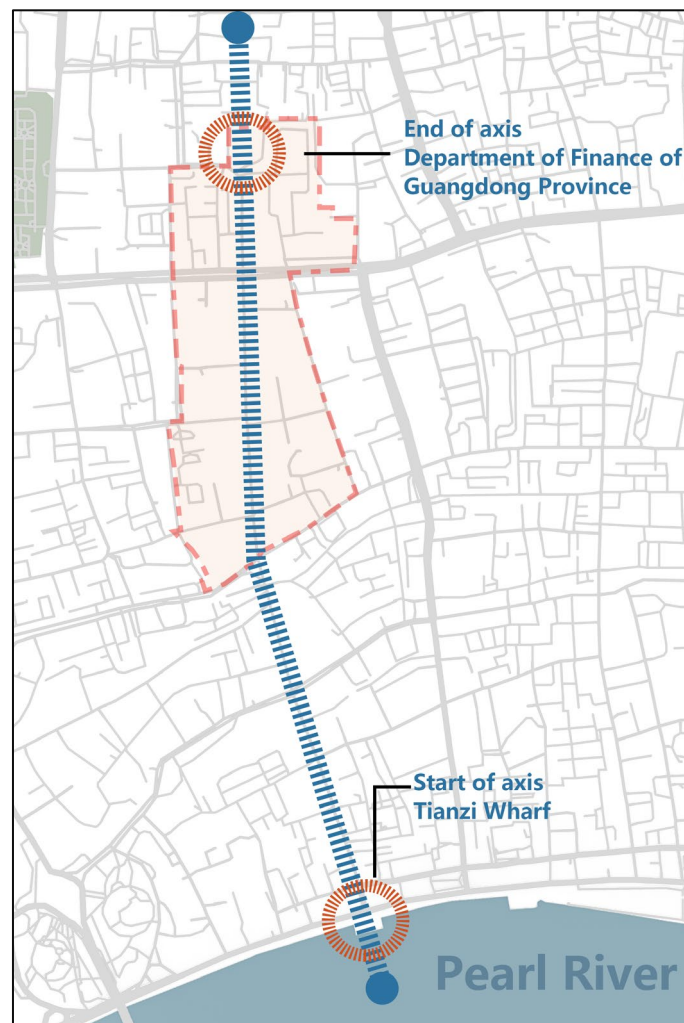 End of axis
Department of Finance of
Guangdong Province
Start of axis
Tianzi Wharf
Pearl River